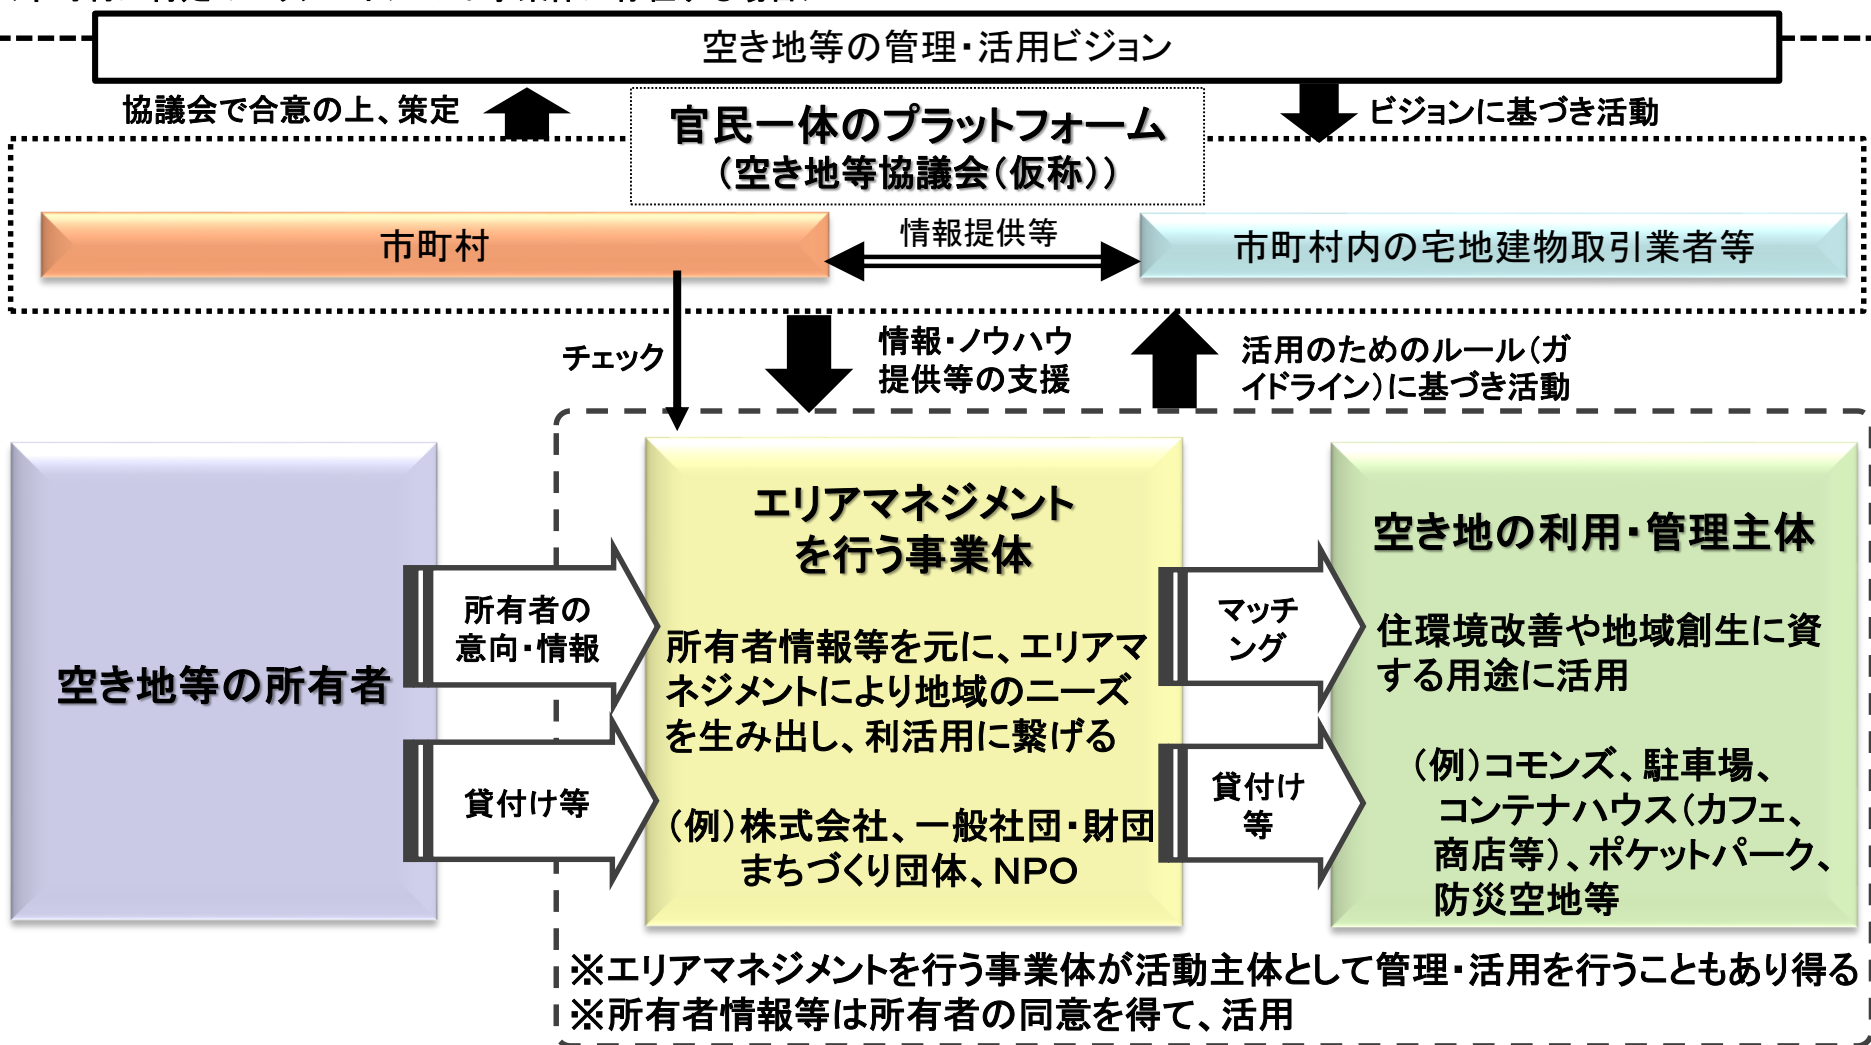 空き地等の管理・活用ビジョン
協議会で合意の上、策定
ビジョンに基づき活動
官民一体のプラットフォーム
（空き地等協議会（仮称））
市町村
情報提供等
市町村内の宅地建物取引業者等
チェック
情報・ノウハウ
提供等の支援
活用のためのルール（ガ
イドライン）に基づき活動
空き地等の所有者
所有者の
意向・情報
貸付け等
エリアマネジメント
を行う事業体
所有者情報等を元に、エリアマ
ネジメントにより地域のニーズ
を生み出し、利活用に繋げる
（例）株式会社、一般社団・財団
まちづくり団体、NPO
マッチ
ング
貸付け
等
空き地の利用・管理主体
住環境改善や地域創生に資
する用途に活用
（例）コモンズ、駐車場、
コンテナハウス（カフェ、
商店等）、ポケットパーク、
防災空地等
※エリアマネジメントを行う事業体が活動主体として管理・活用を行うこともあり得る
※所有者情報等は所有者の同意を得て、活用